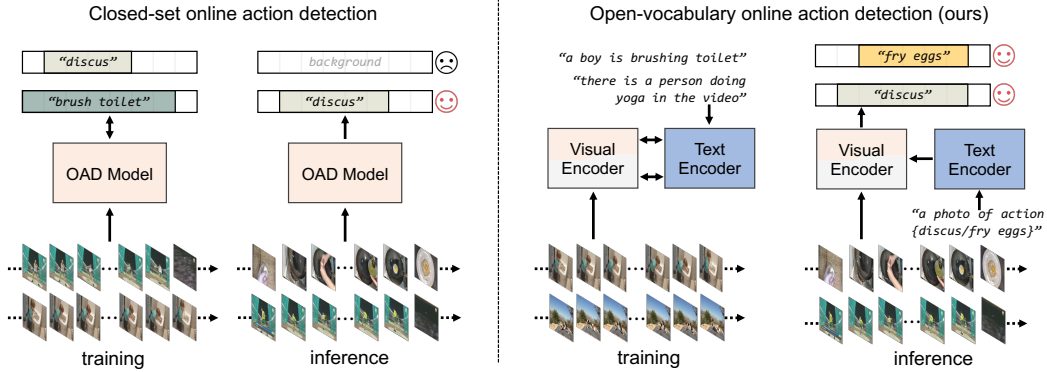 Closed-set online action detection
Open-vocabulary online action detection (ours)
“discus”
“brush toilet”
OAD Model
training
background
“discus”
OAD Model
inference
“a boy is brushing toilet”
“there is a person doing
yoga in the video”
Visual
Encoder
Text
Encoder
training
“fry eggs”
“discus”
Visual
Encoder
Text
Encoder
“a photo of action
{discus/fry eggs}”
inference